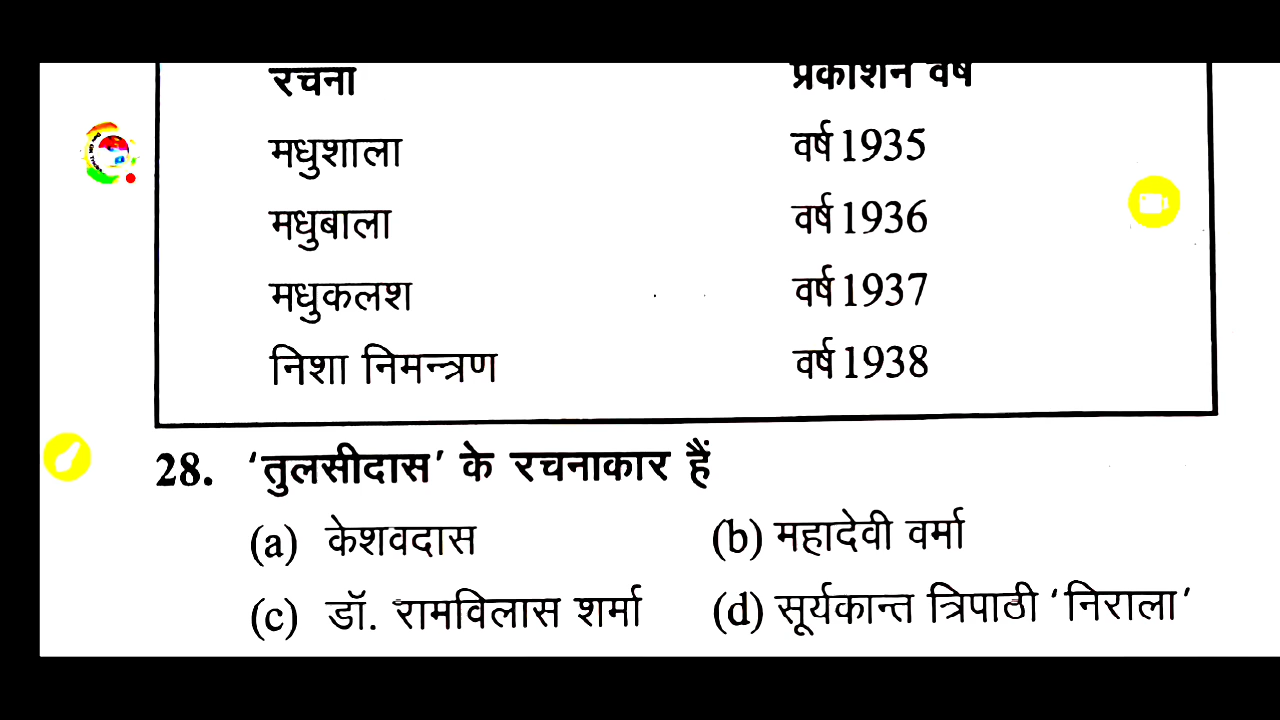 रचना प्रकाशन वर्ष
मधुशाला वर्ष 1935
मधुबाला वर्ष 1936
मधुकलश वर्ष 1937
निशा निमन्त्रण वर्ष 1938
28. ‘तुलसीदास’ के रचनाकार हैं
(a) केशवदास (b) महादेवी वर्मा
(c) डॉ. रामविलास शर्मा (d) सूर्यकान्त त्रिपाठी ‘निराला’